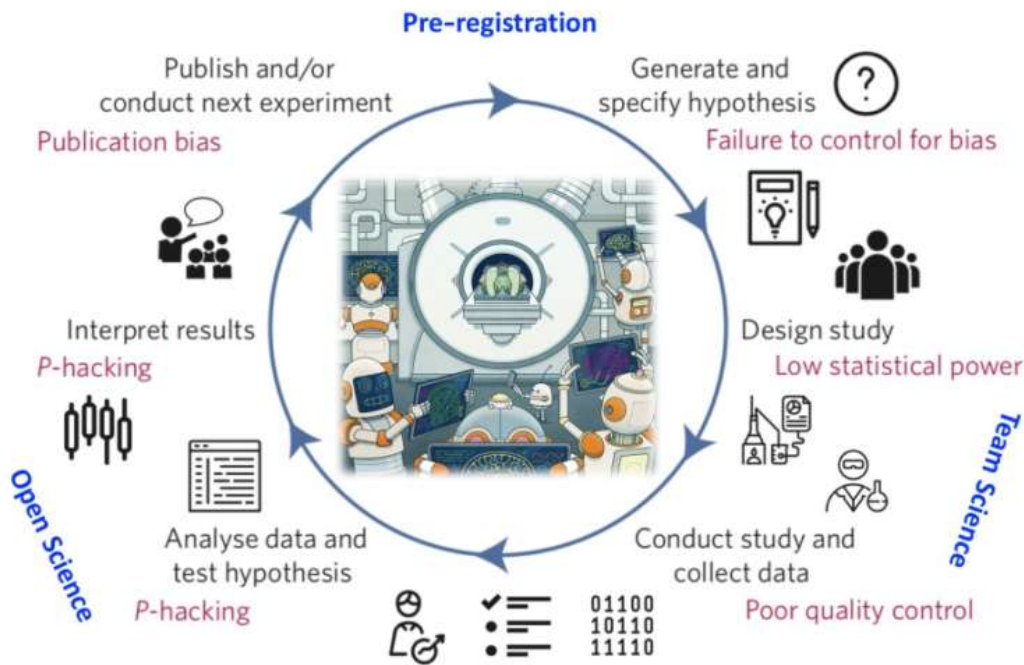 Pre-registration
Publish and/or
conduct next experiment
Publication bias
Generate and
specify hypothesis
?
Failure to control for bias
Interpret results
P-hacking
Design study
Low statistical power
Open Science
Team Science
Analyse data and
test hypothesis
P-hacking
Conduct study and
collect data
Poor quality control
01100
10110
11110